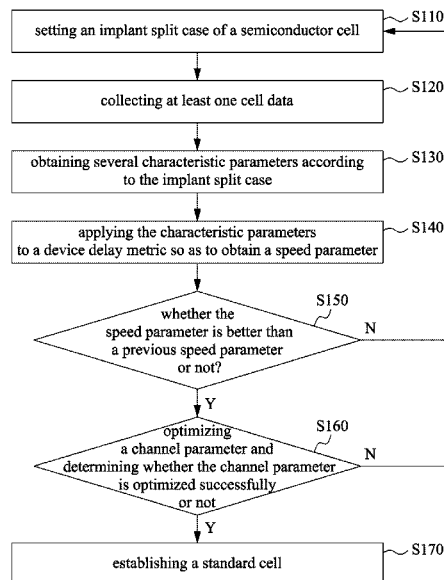 S110
setting an implant split case of a semiconductor cell
S120
collecting at least one cell data
S130
obtaining several characteristic parameters according
to the implant split case
S140
applying the characteristic parameters
to a device delay metric so as to obtain a speed parameter
S150
whether the
speed parameter is better than
a previous speed parameter
or not?
N
Y
S160
optimizing
a channel parameter and
determining whether the channel parameter
is optimized successfully
or not
N
Y
S170
establishing a standard cell